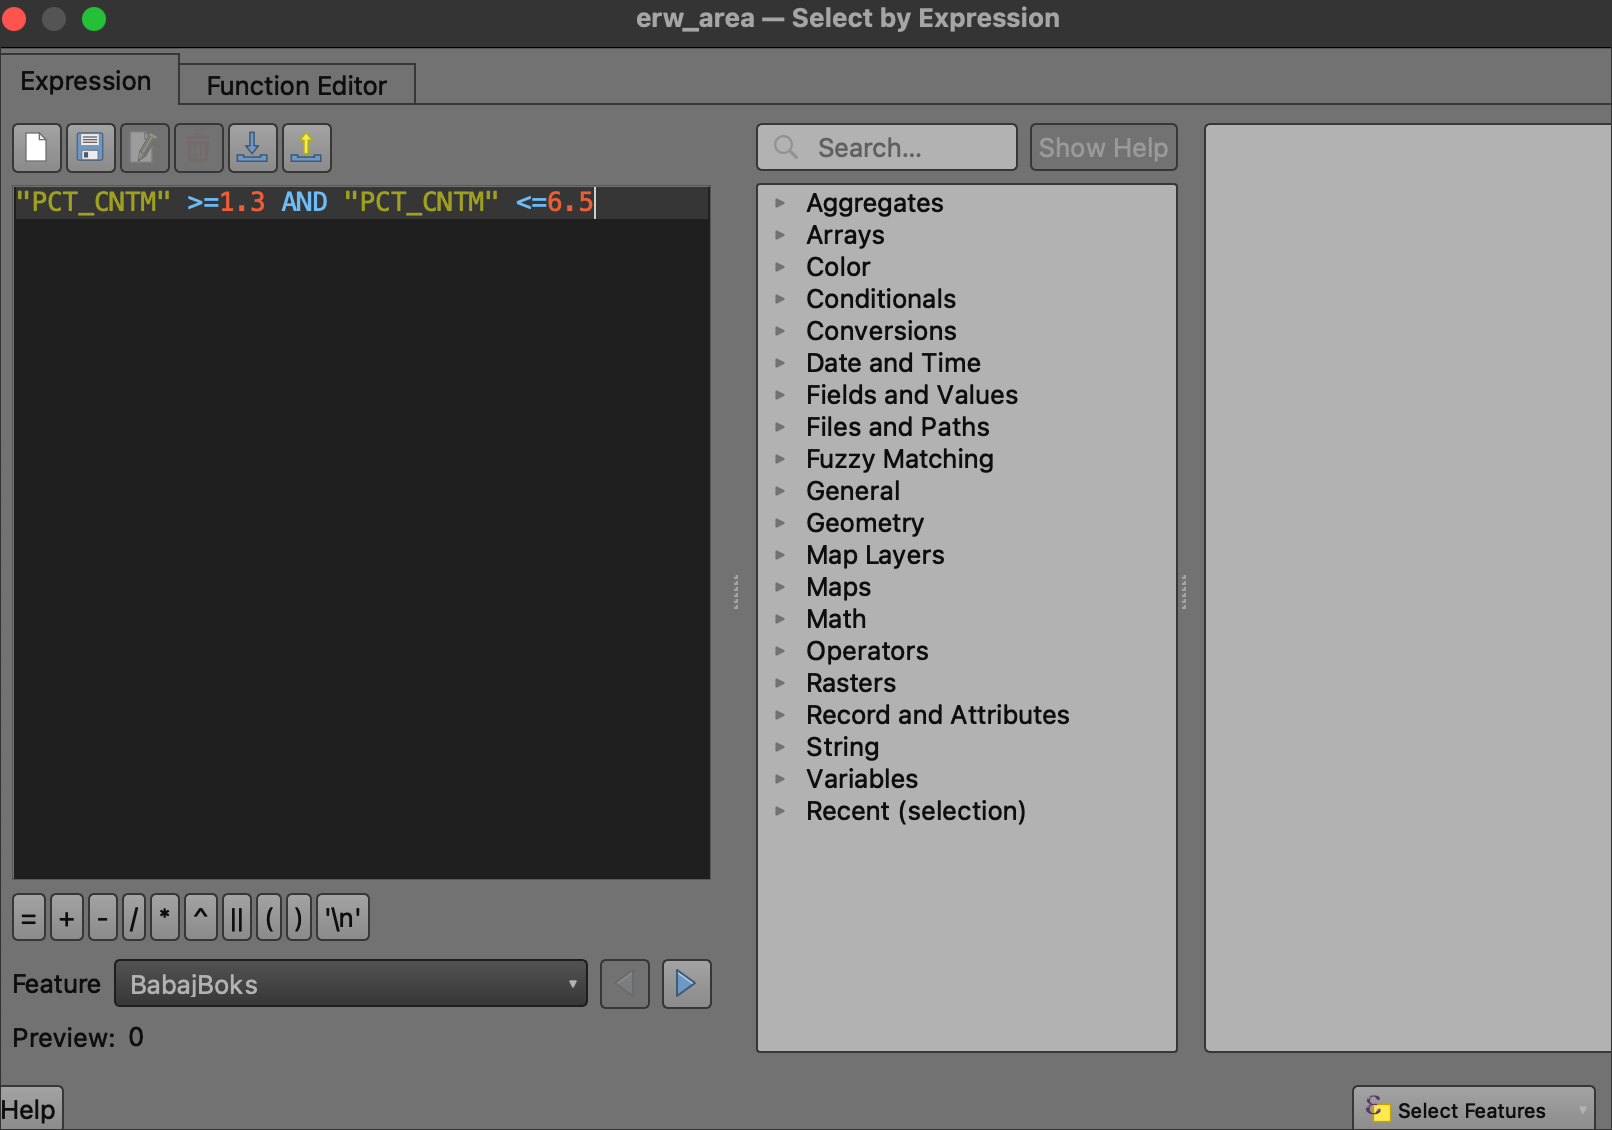 erw_area — Select by Expression
Expression
Function Editor
Search...
Show Help
"PCT_CNTM" >=1.3 AND "PCT_CNTM" <=6.5
Aggregates
Arrays
Color
Conditionals
Conversions
Date and Time
Fields and Values
Files and Paths
Fuzzy Matching
General
Geometry
Map Layers
Maps
Math
Operators
Rasters
Record and Attributes
String
Variables
Recent (selection)
= + - / * ^ || ( ) '\n'
Feature BabajBoks
Preview: 0
Help
Select Features